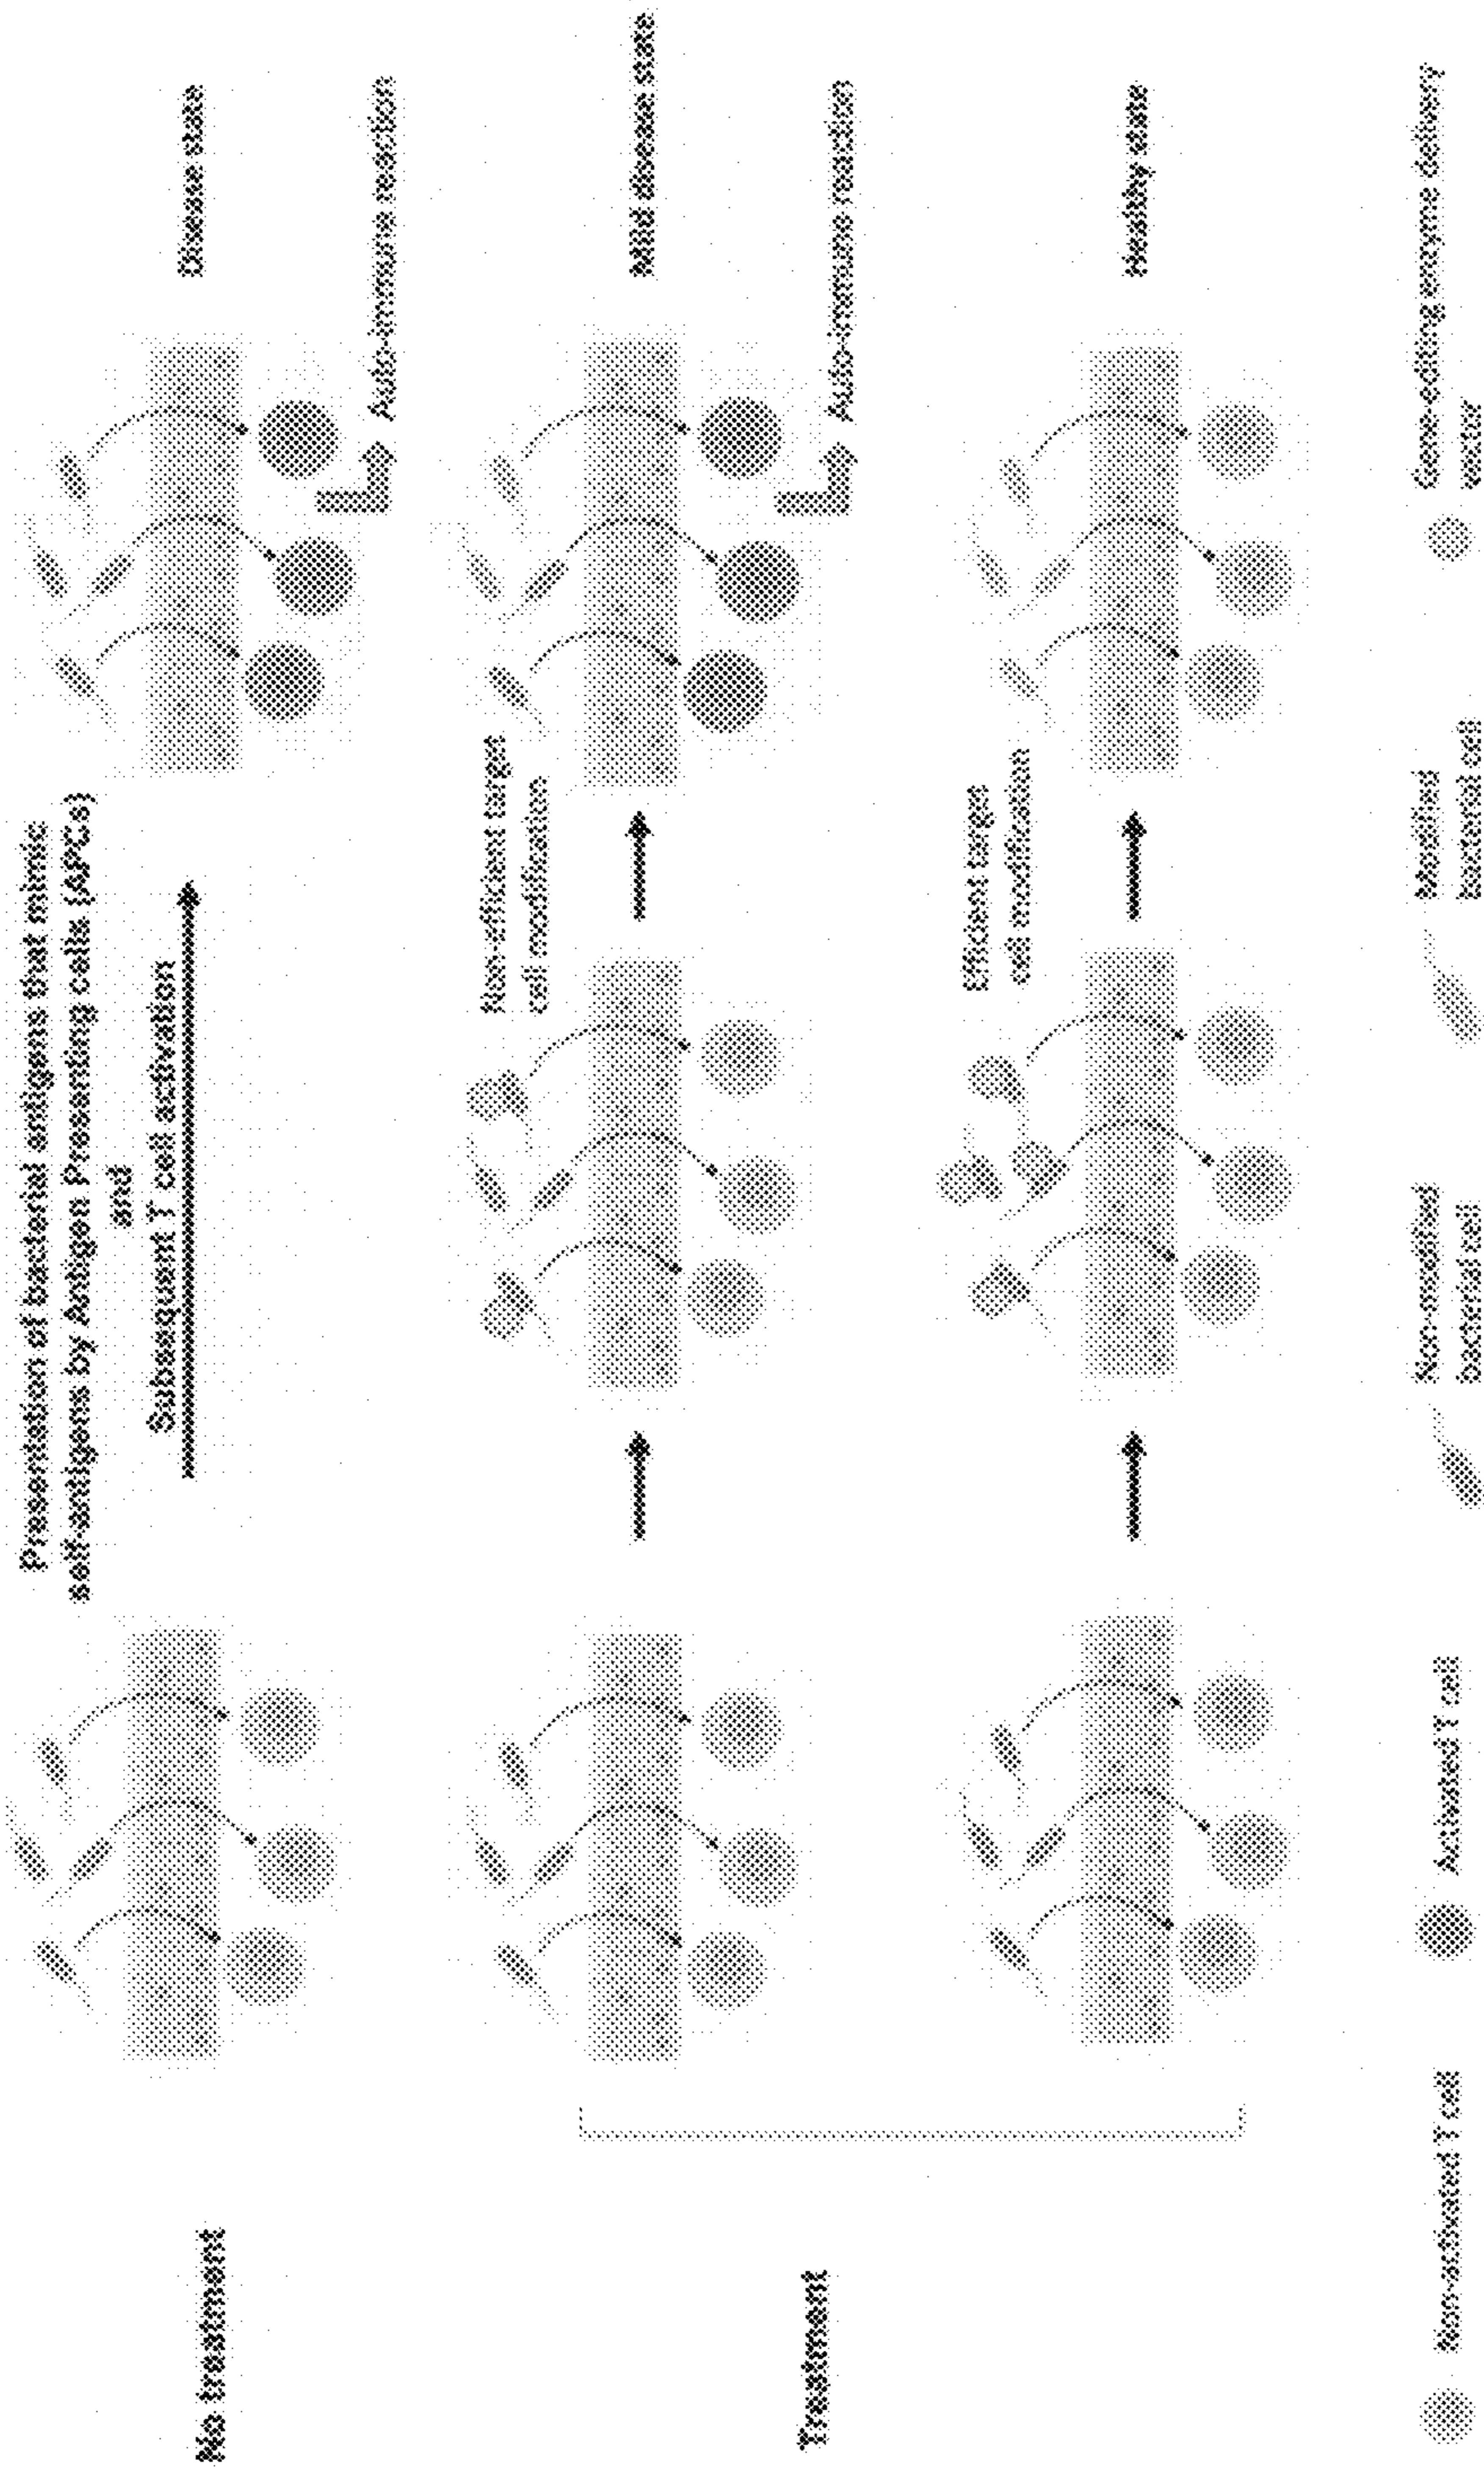 Presentation of bacterial antigens that mimic
self-antigens by Antigen Presenting cells (APCs)
and
Subsequent T cell activation
No treatment
Disease state
Auto-immune reaction
Non-efficient target
cell modification
Mild disease state
Auto-immune reaction
Treatment
Efficient target
cell modification
Healthy state
Non-activated T cell
Activated T cell
Non-modified
bacterial cell
Modified
bacterial cell
Gene-editing enzyme delivery
vector